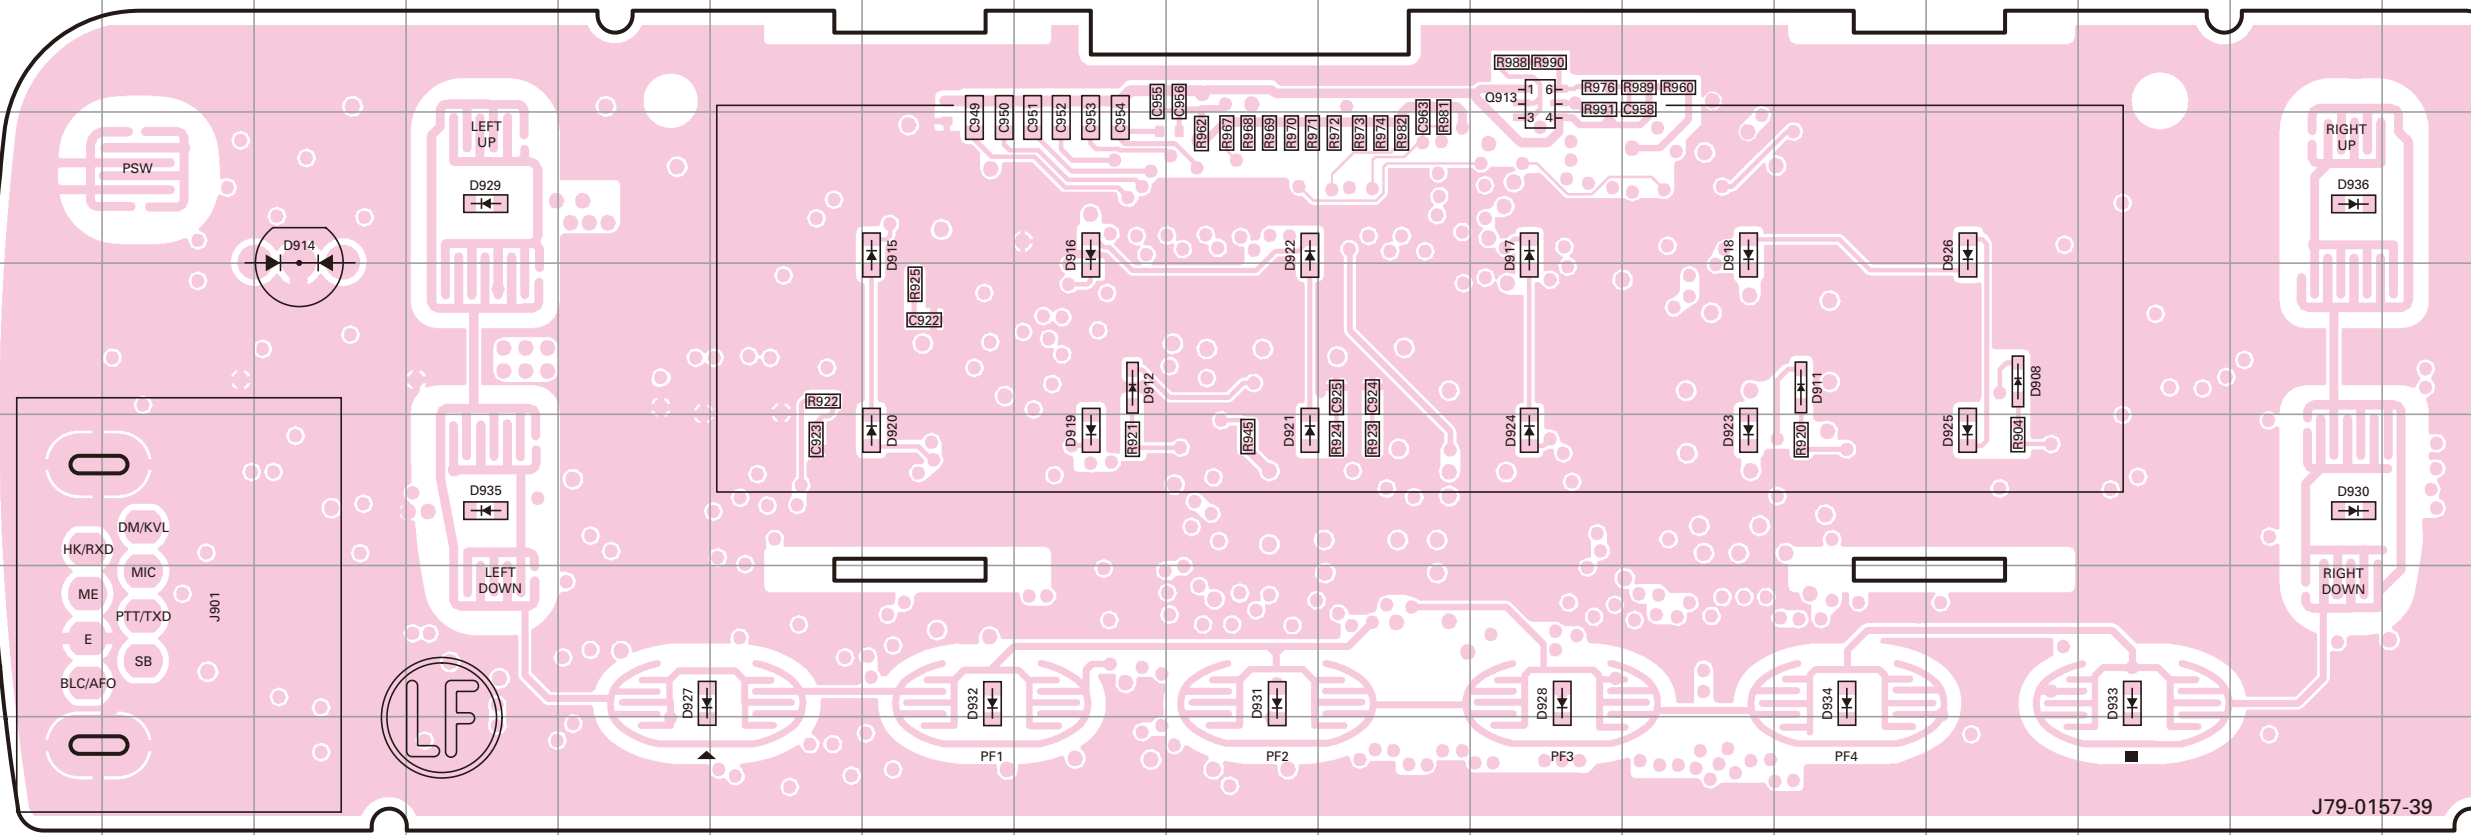 R988 R990
Q913 1 6
3 4
R976 R989 R960
R991 C958
C949 C950 C951 C952 C953 C954 C955 C956
R962 R967 R968 R969 R970 R971 R972 R973 R974 R982 C963 R981
PSW
LEFT
UP
D929
RIGHT
UP
D936
D914
D915
D916
D922
D917
D918
D926
R925
C922
R922
C923
D920
D912
D919
R921
R945
D921
C925
C924
R924
R923
D924
D911
D923
R920
D908
D925
R904
D935
D930
DM/KVL
HK/RXD
MIC
ME
PTT/TXD
E
SB
BLC/AFO
J901
LEFT
DOWN
RIGHT
DOWN
LF
D927
D932
D931
D928
D934
D933
PF1
PF2
PF3
PF4
J79-0157-39